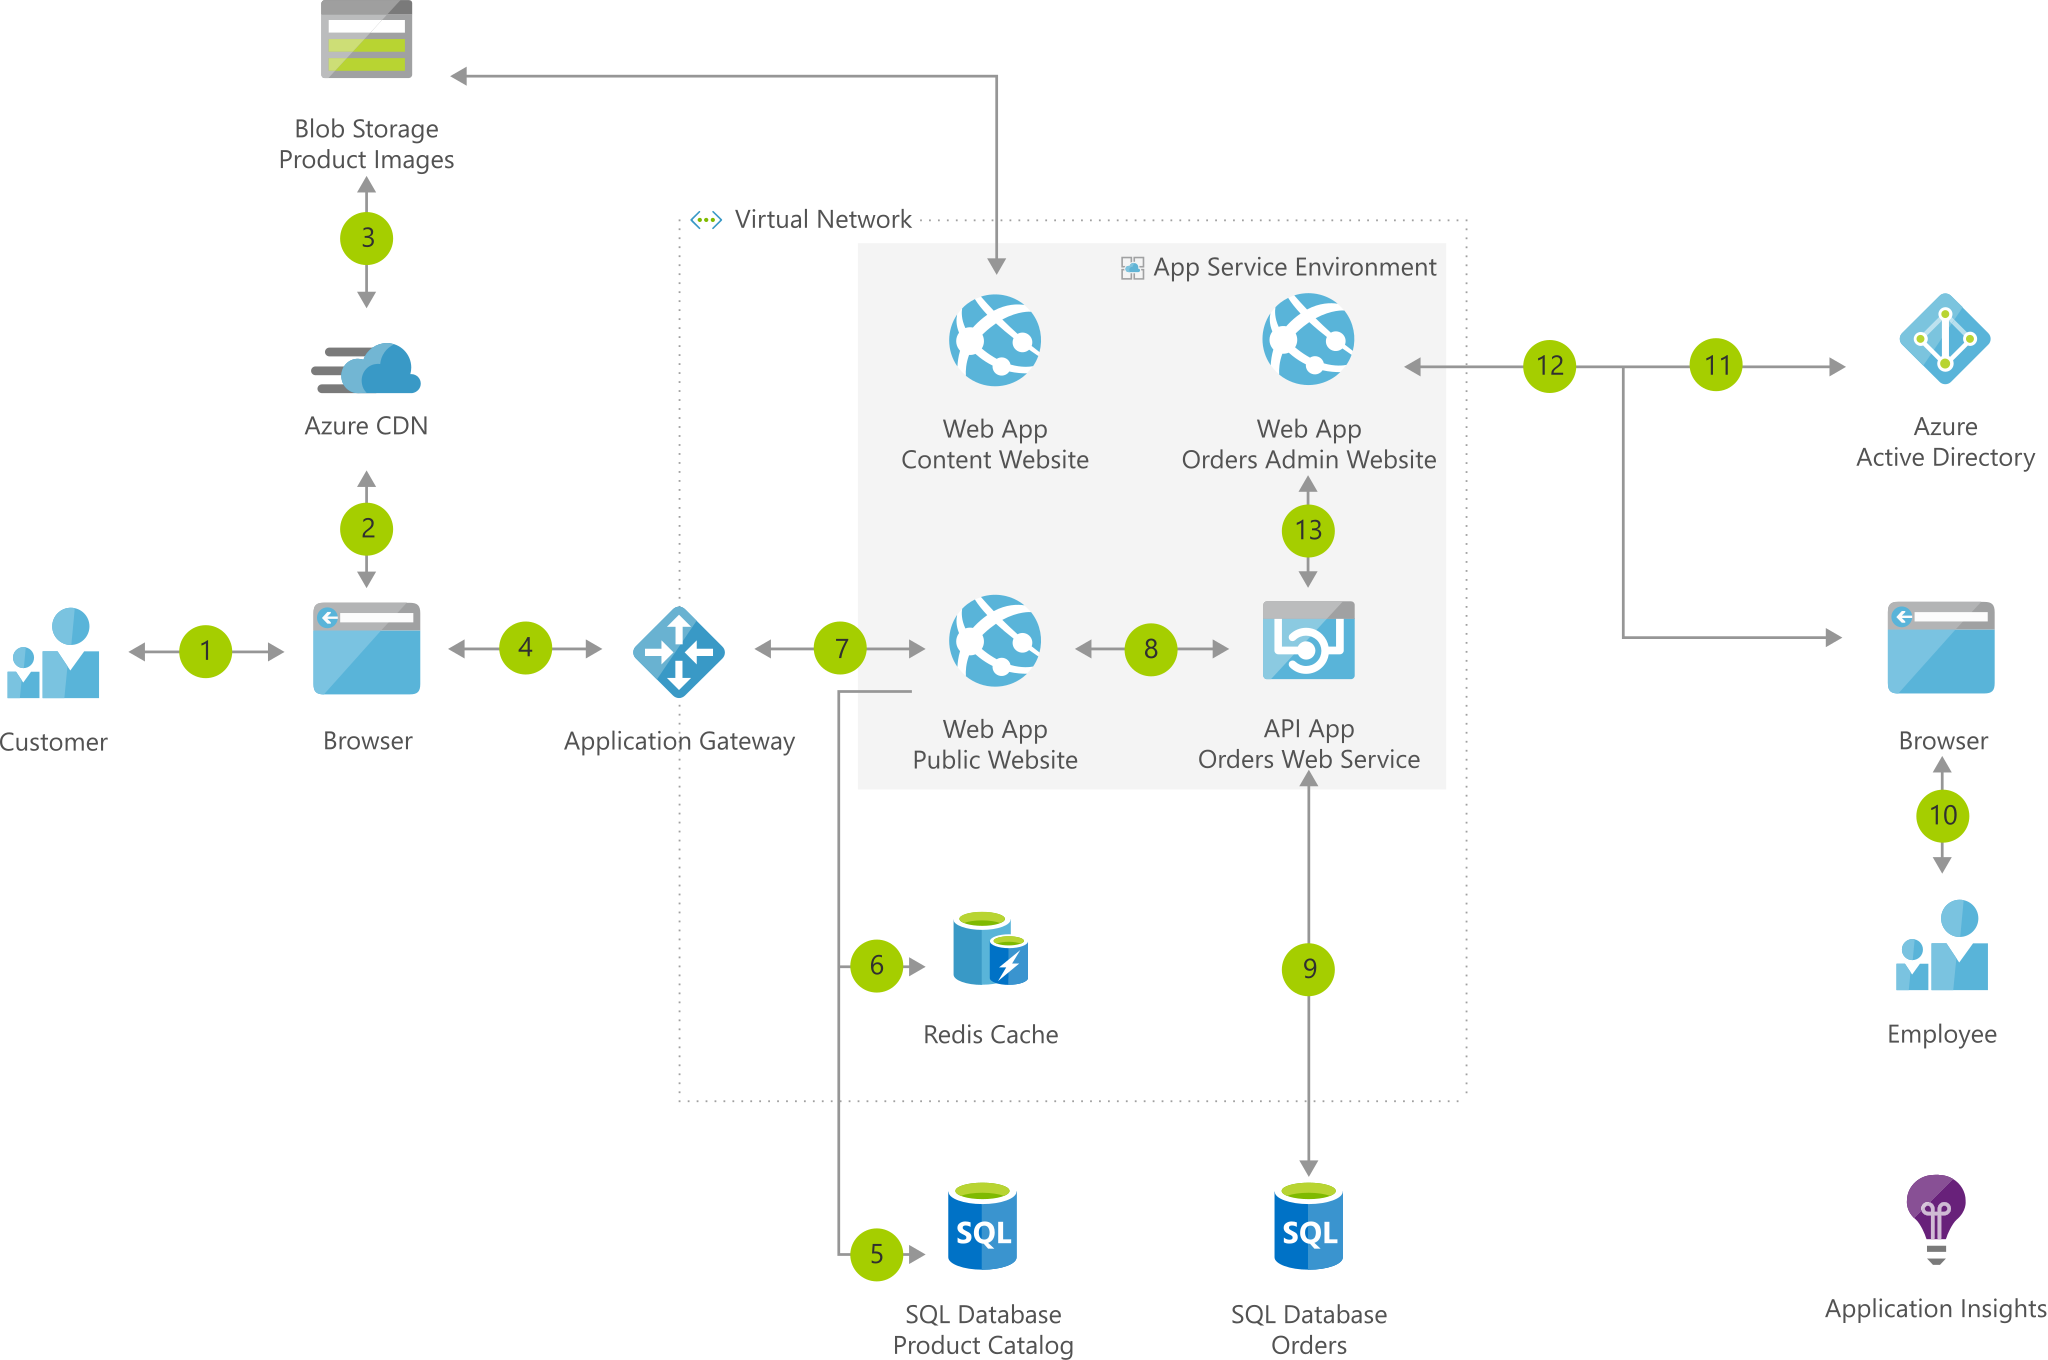 Blob Storage
Product Images
3
Virtual Network
App Service Environment
Azure CDN
Web App
Content Website
Web App
Orders Admin Website
12
11
Azure
Active Directory
2
13
1
4
7
8
Customer
Browser
Application Gateway
Web App
Public Website
API App
Orders Web Service
Browser
10
6
9
Redis Cache
Employee
5
SQL
SQL
SQL Database
Product Catalog
SQL Database
Orders
Application Insights